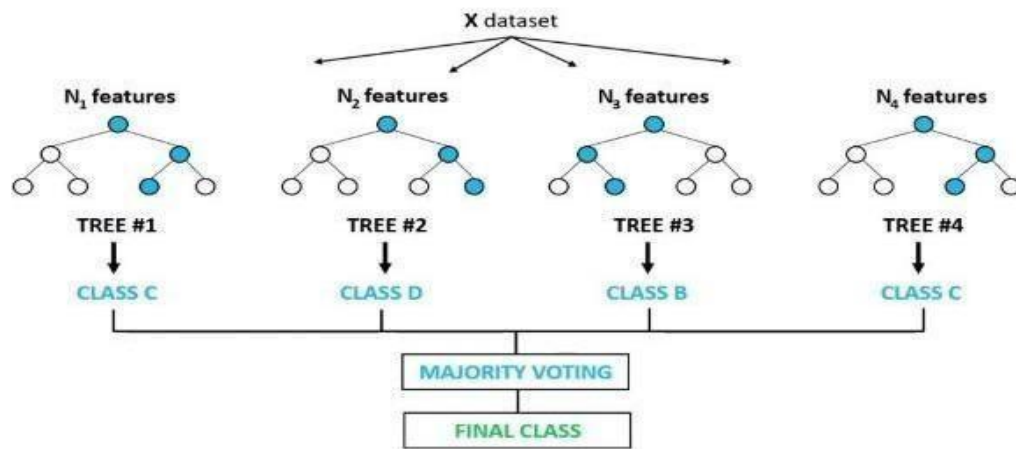 X dataset
N₁ features
N₂ features
N₃ features
N₄ features
TREE #1
TREE #2
TREE #3
TREE #4
CLASS C
CLASS D
CLASS B
CLASS C
MAJORITY VOTING
FINAL CLASS